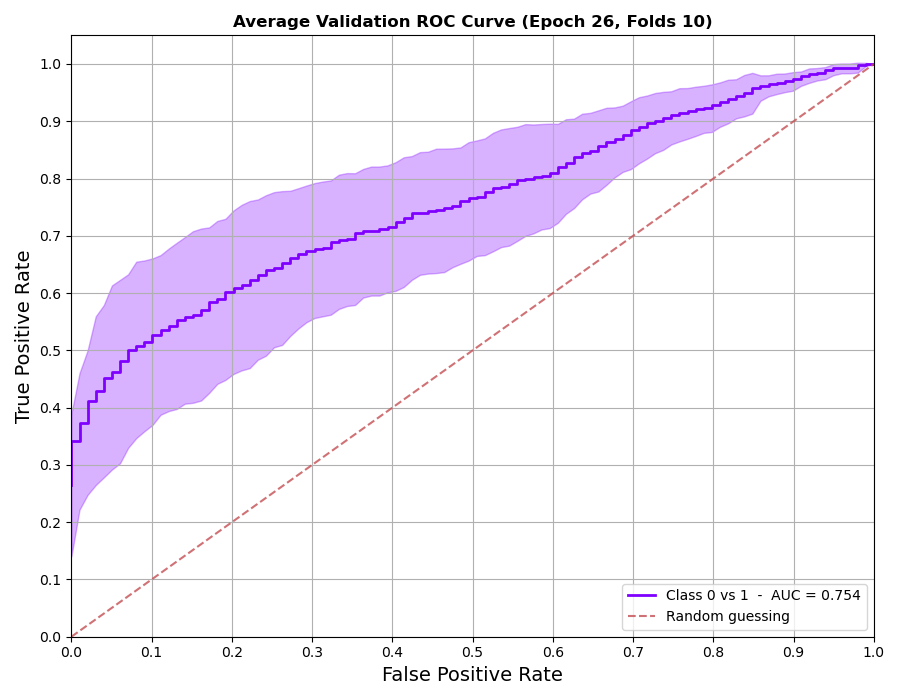 Average Validation ROC Curve (Epoch 26, Folds 10)
True Positive Rate
1.0
0.9
0.8
0.7
0.6
0.5
0.4
0.3
0.2
0.1
0.0
0.0 0.1 0.2 0.3 0.4 0.5 0.6 0.7 0.8 0.9 1.0
False Positive Rate
Class 0 vs 1 - AUC = 0.754
Random guessing